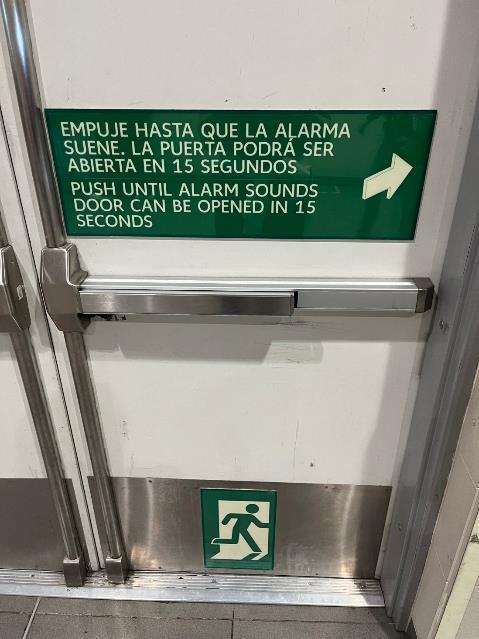 EMPUJE HASTA QUE LA ALARMA
SUENE. LA PUERTA PODRÁ SER
ABIERTA EN 15 SEGUNDOS
PUSH UNTIL ALARM SOUNDS
DOOR CAN BE OPENED IN 15
SECONDS